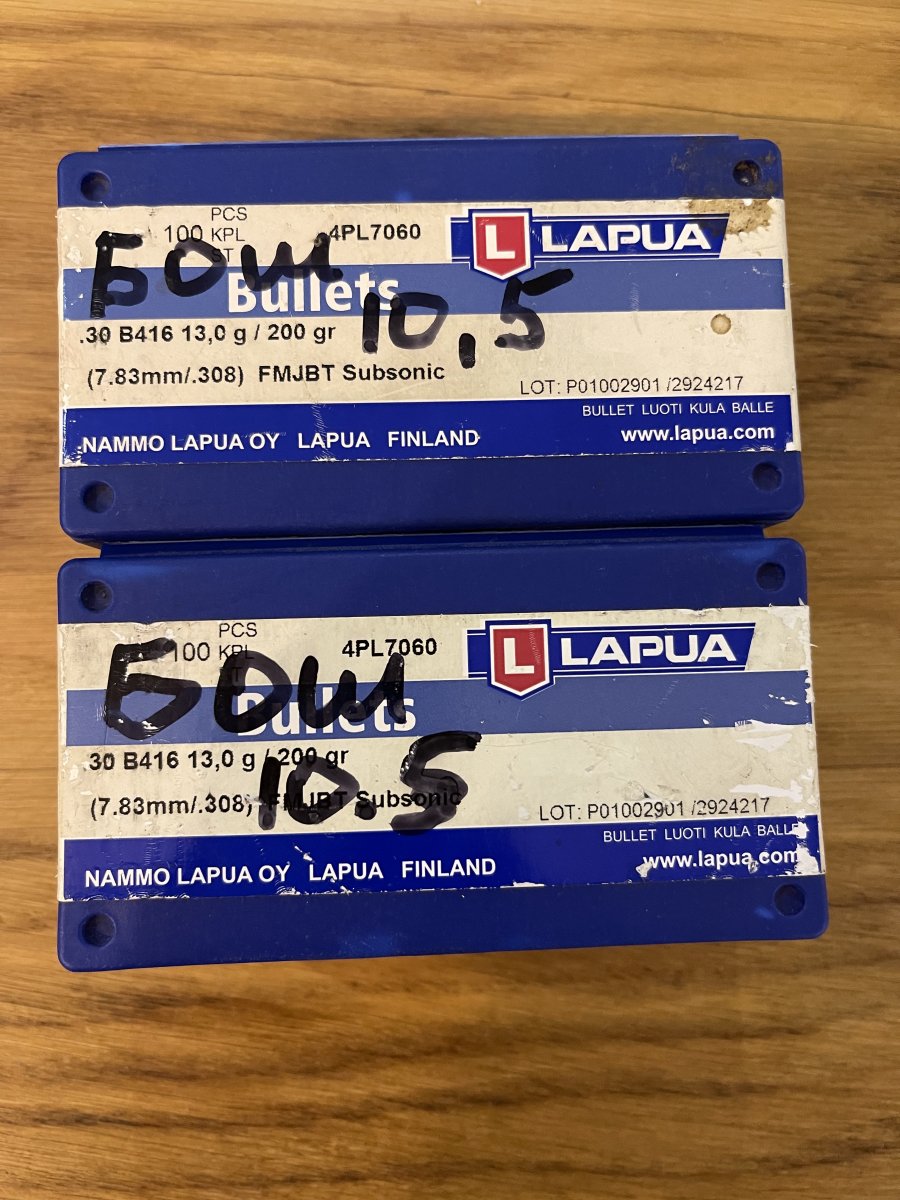 PCS
100 KPL 4PL7060
ST
L LAPUA
Бош
Bullets
10,5
.30 B416 13,0 g / 200 gr
(7.83mm/.308) FMJBT Subsonic
LOT: P01002901 /2924217
BULLET LUOTI KULA BALLE
NAMMO LAPUA OY LAPUA FINLAND
www.lapua.com
PCS
100 KPL 4PL7060
L LAPUA
Бош
Bullets
.30 B416 13,0 g / 200 gr
10.5
(7.83mm/.308) FMJBT Subsonic
LOT: P01002901 /2924217
BULLET LUOTI KULA BALLE
NAMMO LAPUA OY LAPUA FINLAND
www.lapua.com